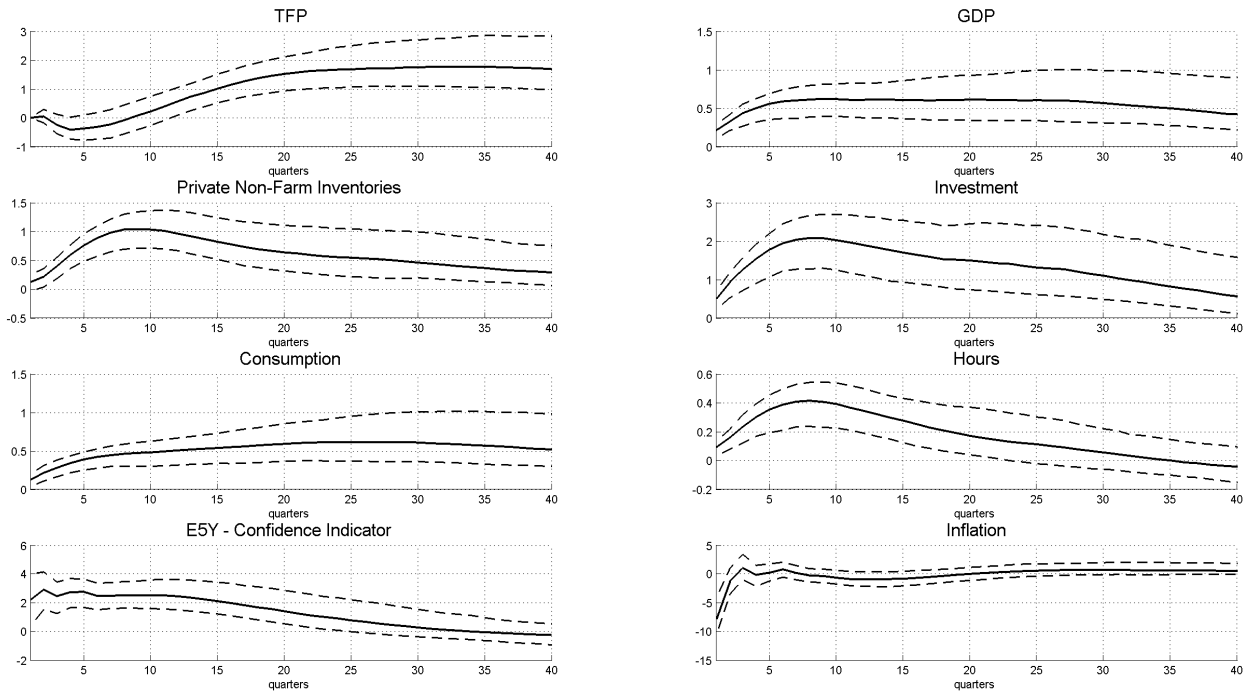 TFP
3
2
1
0
-1
5 10 15 20 25 30 35 40
quarters
GDP
1.5
1
0.5
0
5 10 15 20 25 30 35 40
quarters
Private Non-Farm Inventories
1.5
1
0.5
0
-0.5
5 10 15 20 25 30 35 40
quarters
Investment
3
2
1
0
5 10 15 20 25 30 35 40
quarters
Consumption
1.5
1
0.5
0
5 10 15 20 25 30 35 40
quarters
Hours
0.6
0.4
0.2
0
-0.2
5 10 15 20 25 30 35 40
quarters
E5Y - Confidence Indicator
6
4
2
0
-2
5 10 15 20 25 30 35 40
quarters
Inflation
5
0
-5
-10
-15
5 10 15 20 25 30 35 40
quarters